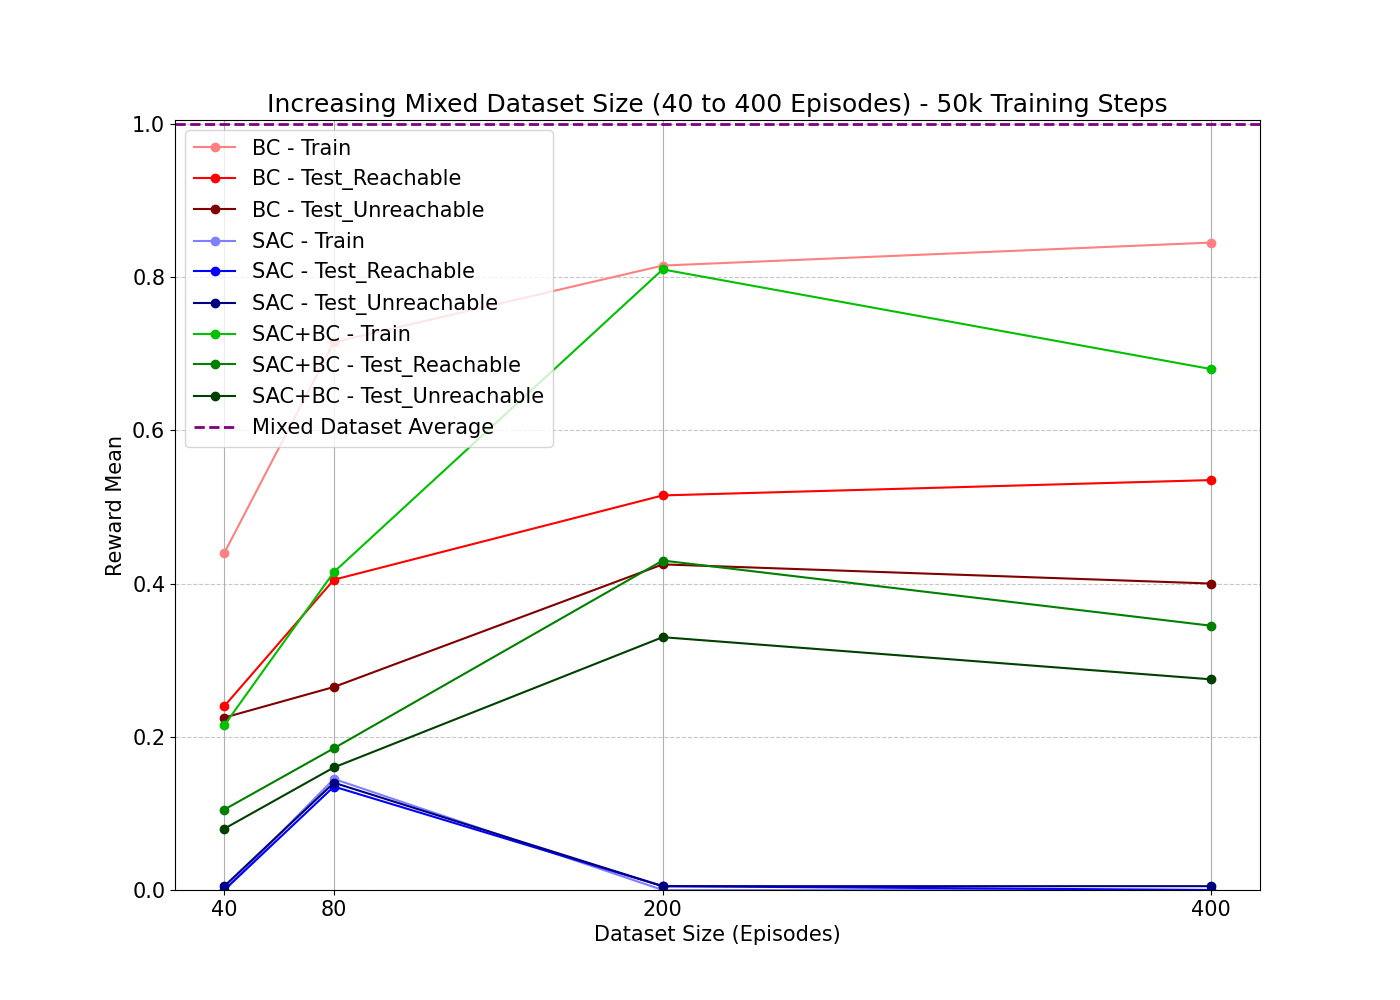 Increasing Mixed Dataset Size (40 to 400 Episodes) - 50k Training Steps
1.0
0.8
0.6
0.4
0.2
0.0
Reward Mean
BC - Train
BC - Test_Reachable
BC - Test_Unreachable
SAC - Train
SAC - Test_Reachable
SAC - Test_Unreachable
SAC+BC - Train
SAC+BC - Test_Reachable
SAC+BC - Test_Unreachable
Mixed Dataset Average
40 80 200 400
Dataset Size (Episodes)